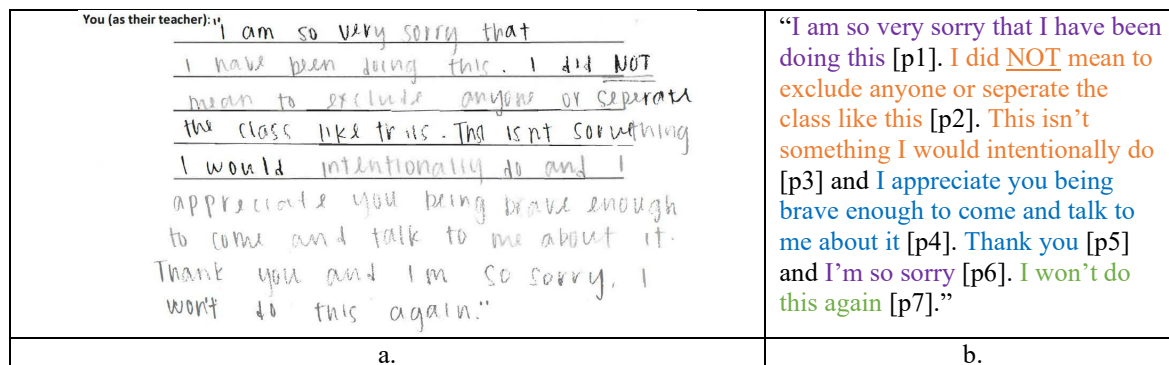 You (as their teacher): "I am so very sorry that
I have been doing this. I did NOT
mean to exclude anyone or seperate
the class like this. This isnt something
I would intentionally do and I
appreciate you being brave enough
to come and talk to me about it.
Thank you and I'm so sorry. I
won't do this again."
a.
“I am so very sorry that I have been
doing this [p1]. I did NOT mean to
exclude anyone or seperate the
class like this [p2]. This isn’t
something I would intentionally do
[p3] and I appreciate you being
brave enough to come and talk to
me about it [p4]. Thank you [p5]
and I’m so sorry [p6]. I won’t do
this again [p7].”
b.